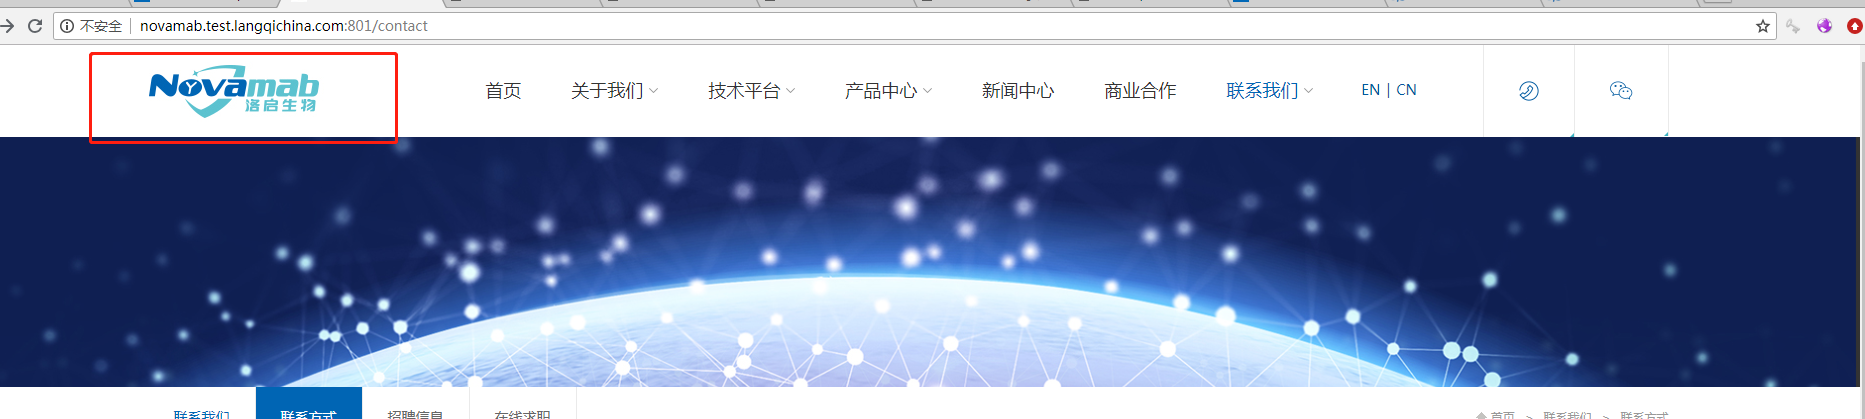 不安全 novamab.test.langqichina.com:801/contact
Novamab
洛启生物
首页 关于我们 技术平台 产品中心 新闻中心 商业合作 联系我们 EN | CN
联系我们 联系方式 招聘信息 在线求职
首页 > 联系我们 > 联系方式